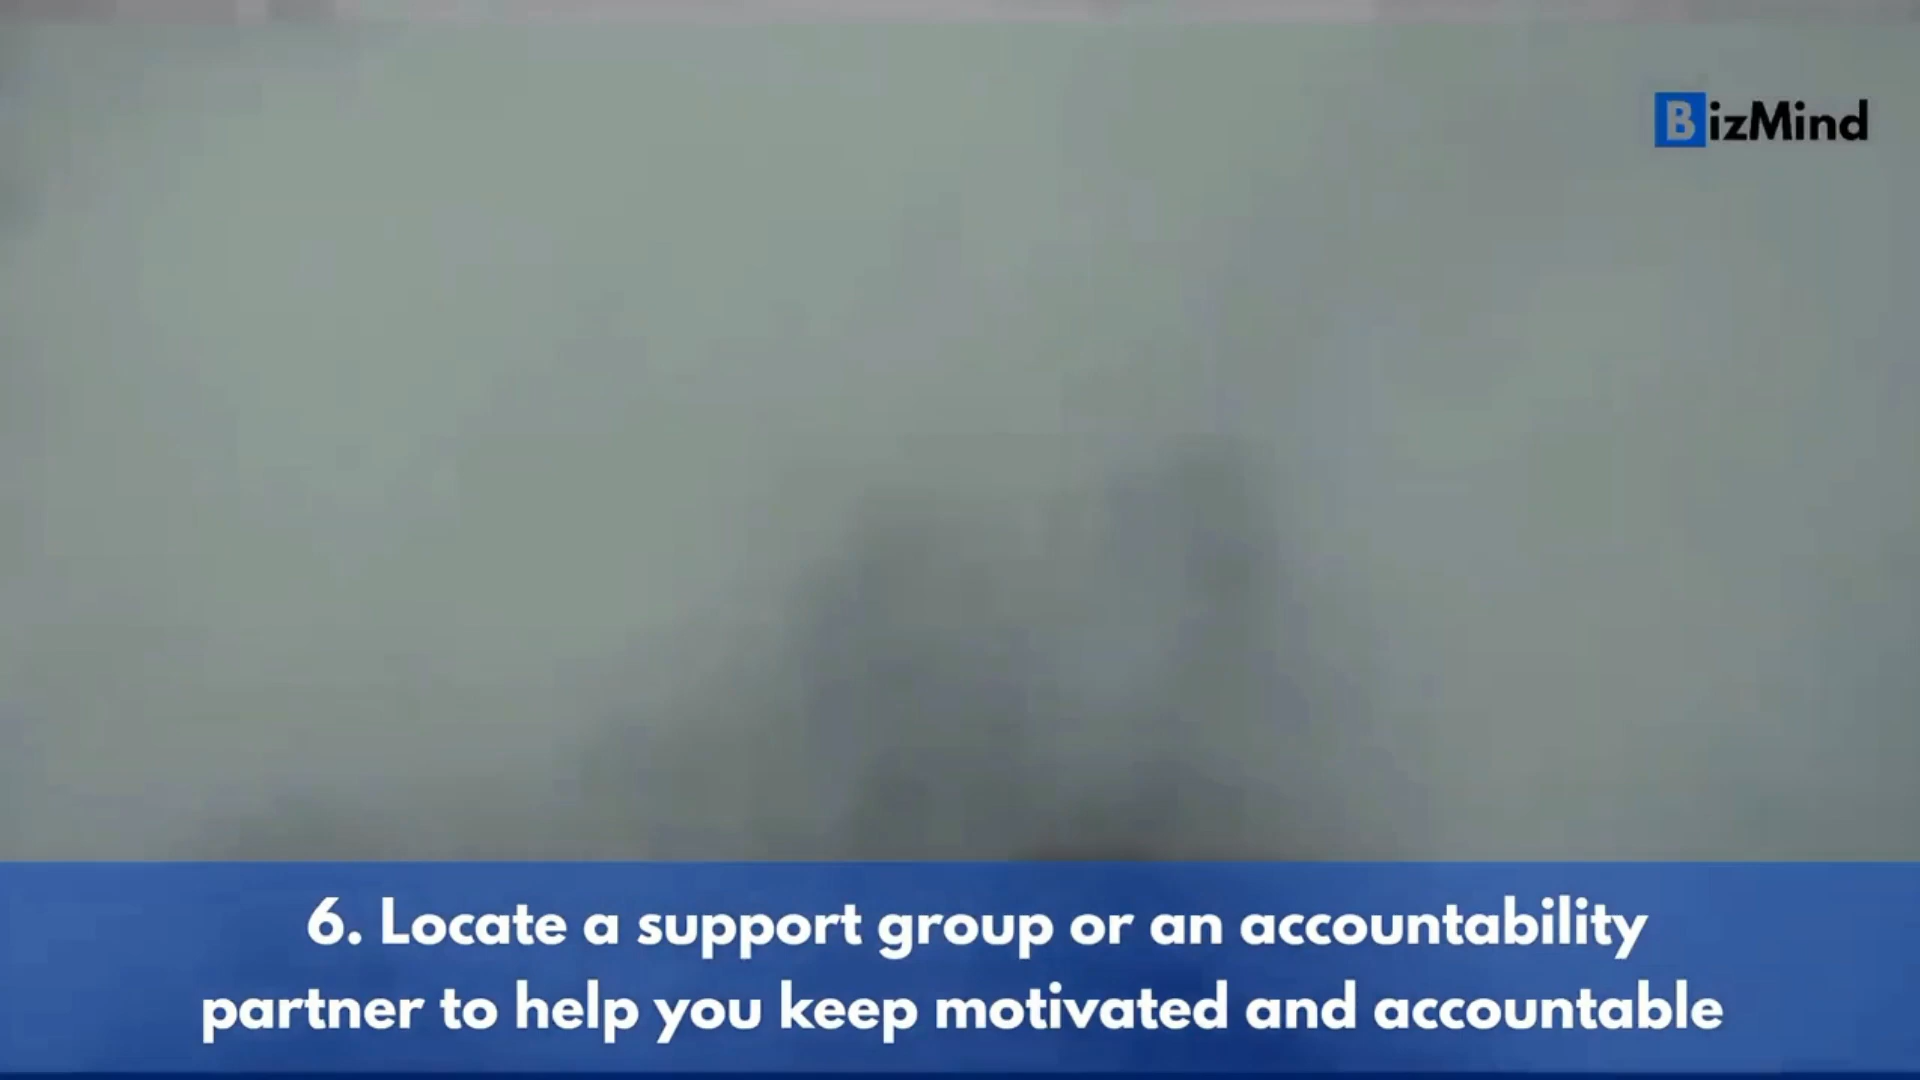 BizMind
6. Locate a support group or an accountability
partner to help you keep motivated and accountable